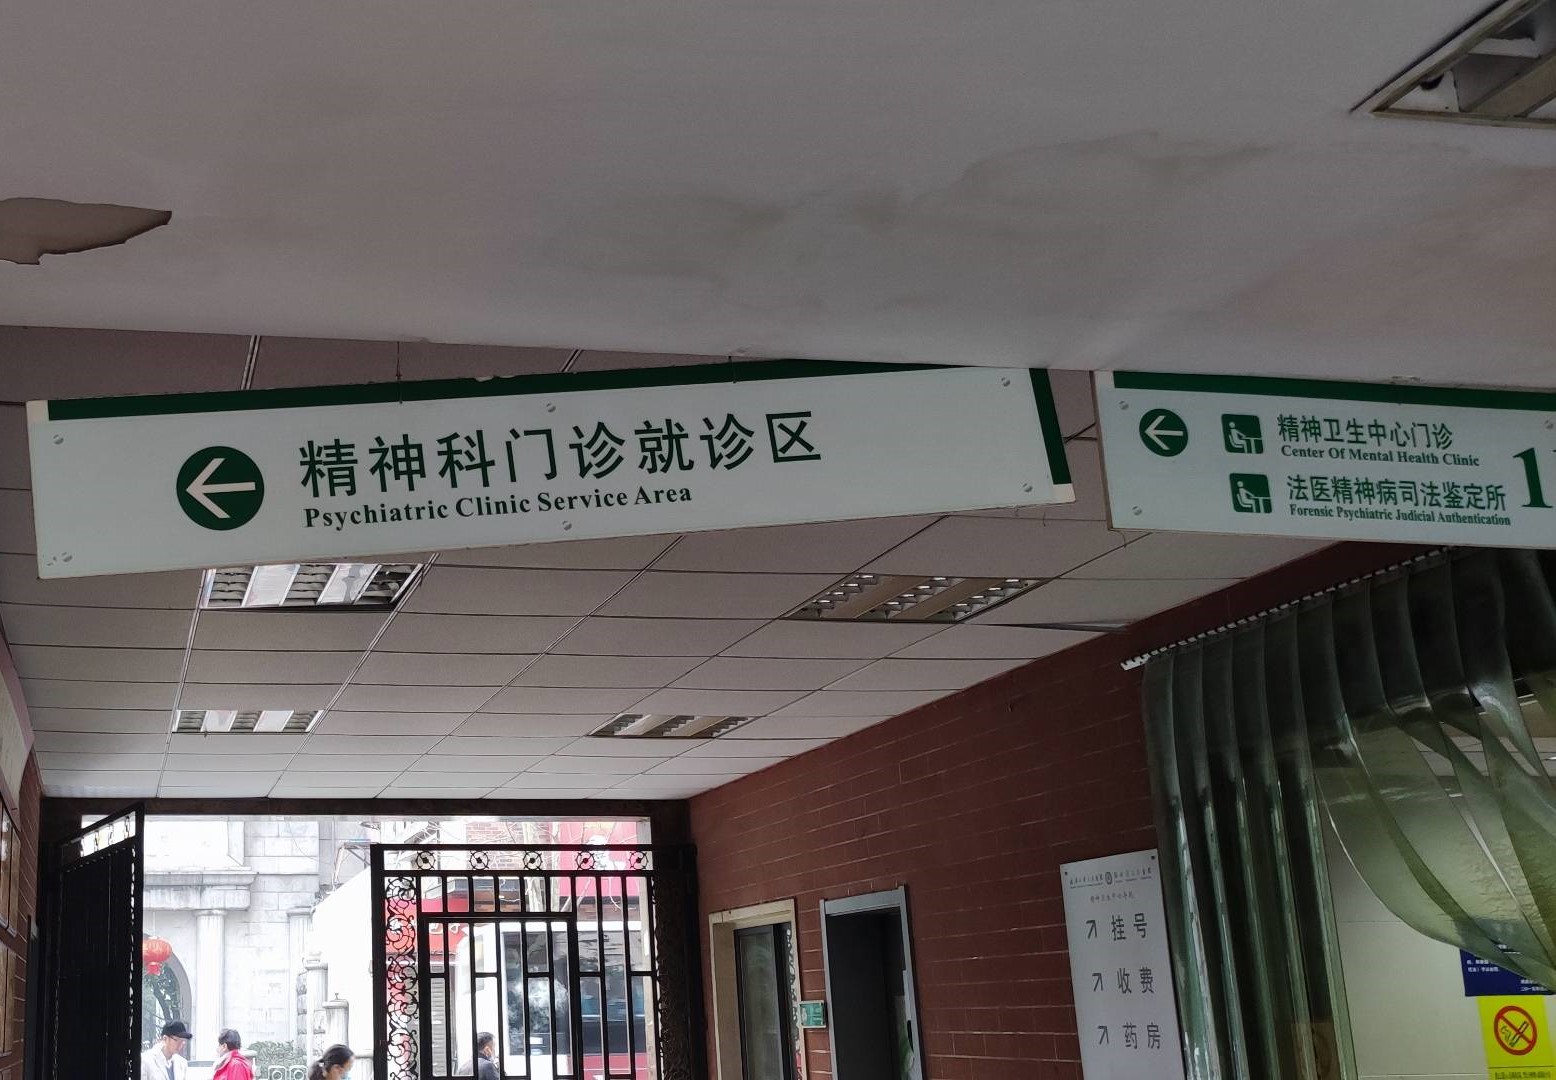 精神科门诊就诊区
Psychiatric Clinic Service Area
精神卫生中心门诊
Center Of Mental Health Clinic
法医精神病司法鉴定所
Forensic Psychiatric Judicial Authentication
挂号
收费
药房